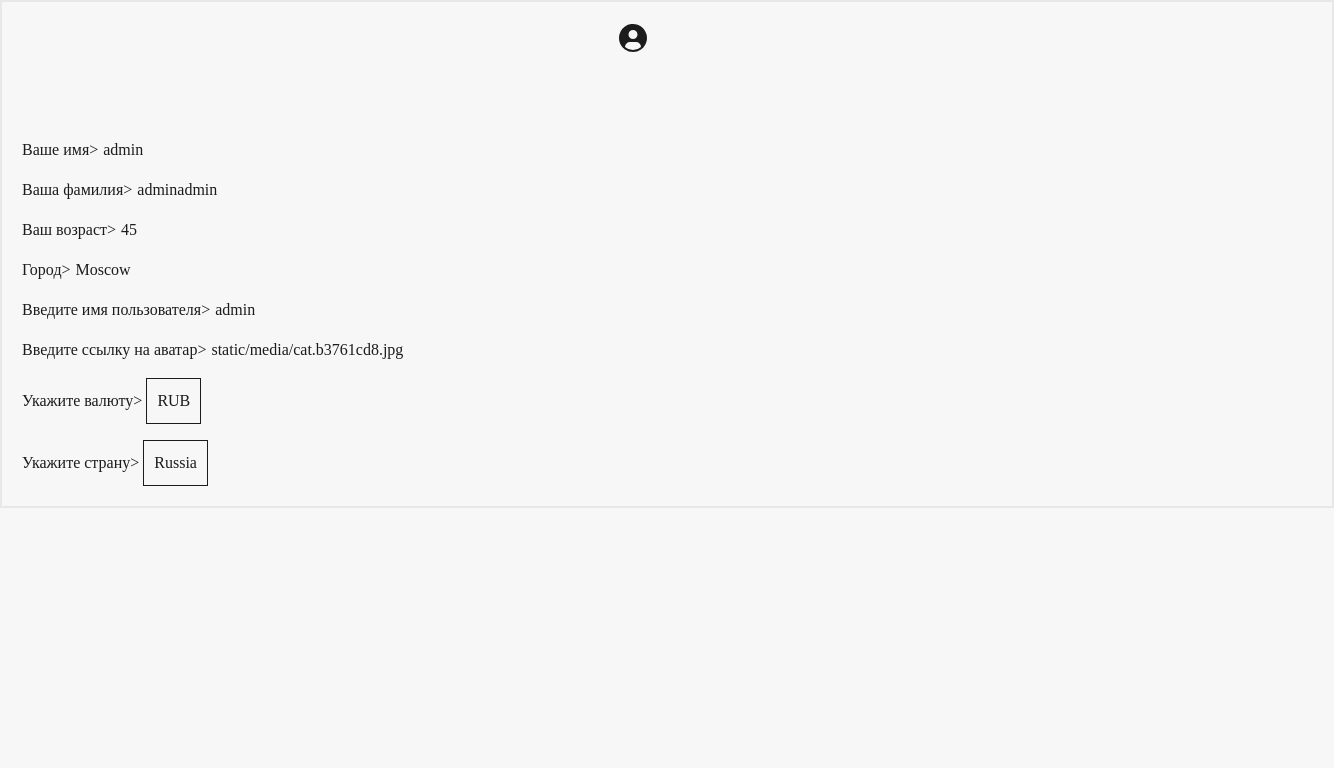 Ваше имя> admin
Ваша фамилия> adminadmin
Ваш возраст> 45
Город> Moscow
Введите имя пользователя> admin
Введите ссылку на аватар> static/media/cat.b3761cd8.jpg
Укажите валюту> RUB
Укажите страну> Russia